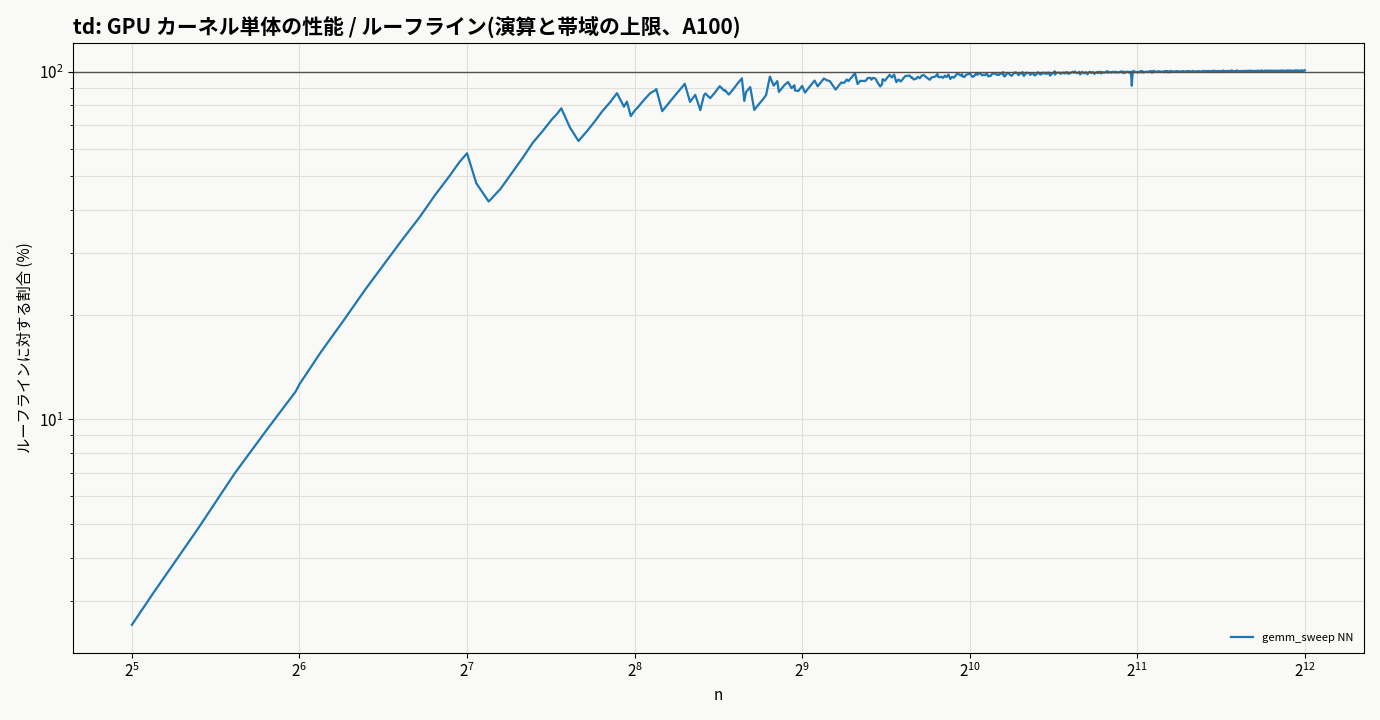 td: GPU カーネル単体の性能 / ルーフライン(演算と帯域の上限、A100)
ルーフラインに対する割合 (%)
10²
10¹
gemm_sweep NN
2⁵ 2⁶ 2⁷ 2⁸ 2⁹ 2¹⁰ 2¹¹ 2¹²
n